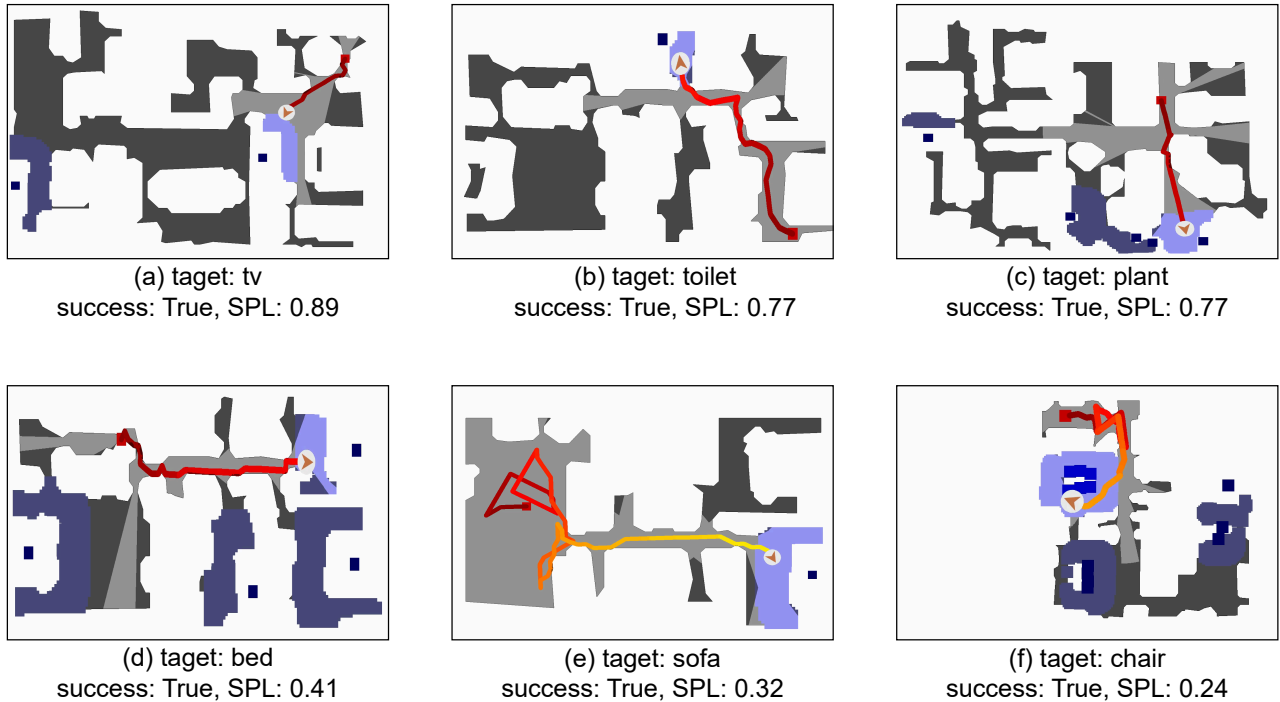 (a) taget: tv
success: True, SPL: 0.89
(b) taget: toilet
success: True, SPL: 0.77
(c) taget: plant
success: True, SPL: 0.77
(d) taget: bed
success: True, SPL: 0.41
(e) taget: sofa
success: True, SPL: 0.32
(f) taget: chair
success: True, SPL: 0.24